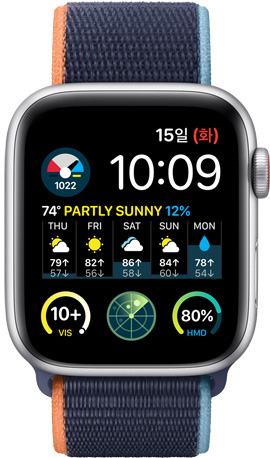 15일 (화)
10:09
1022
74° PARTLY SUNNY 12%
THU FRI SAT SUN MON
79↑ 82↑ 86↑ 84↑ 78↑
57↓ 56↓ 58↓ 60↓ 54↓
10+ 80%
VIS HMD